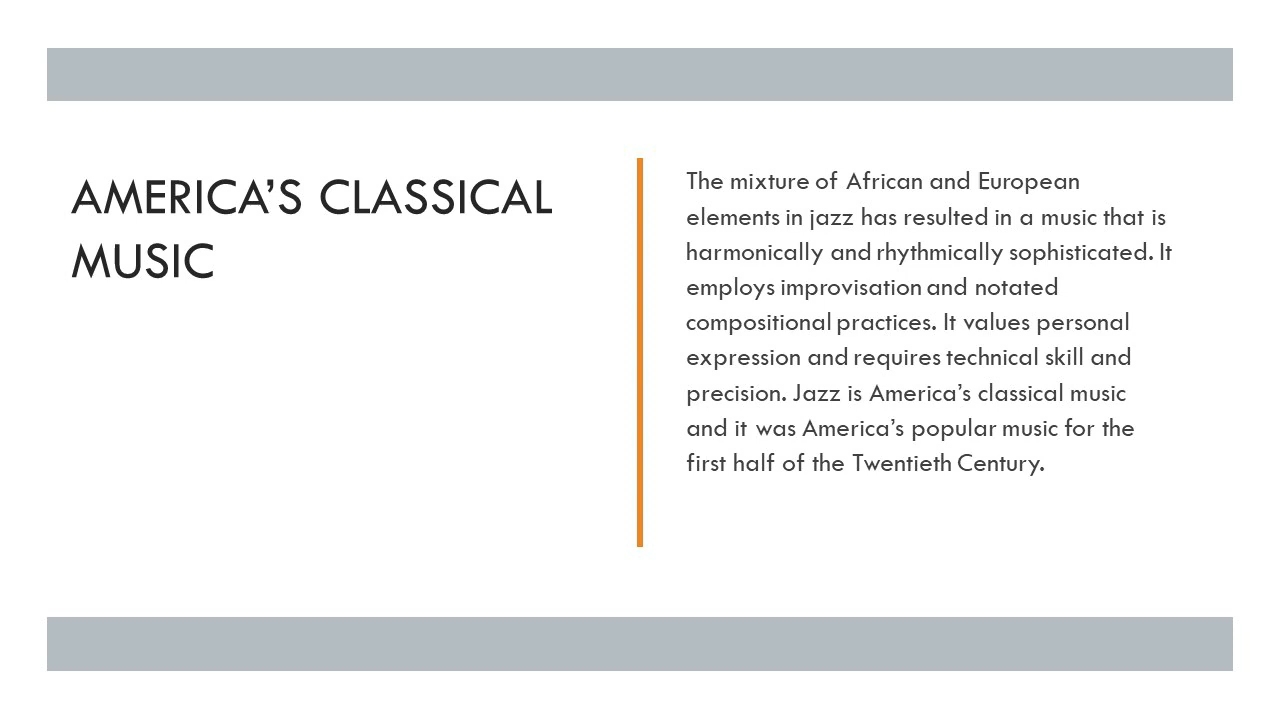 AMERICA’S CLASSICAL
MUSIC
The mixture of African and European
elements in jazz has resulted in a music that is
harmonically and rhythmically sophisticated. It
employs improvisation and notated
compositional practices. It values personal
expression and requires technical skill and
precision. Jazz is America’s classical music
and it was America’s popular music for the
first half of the Twentieth Century.